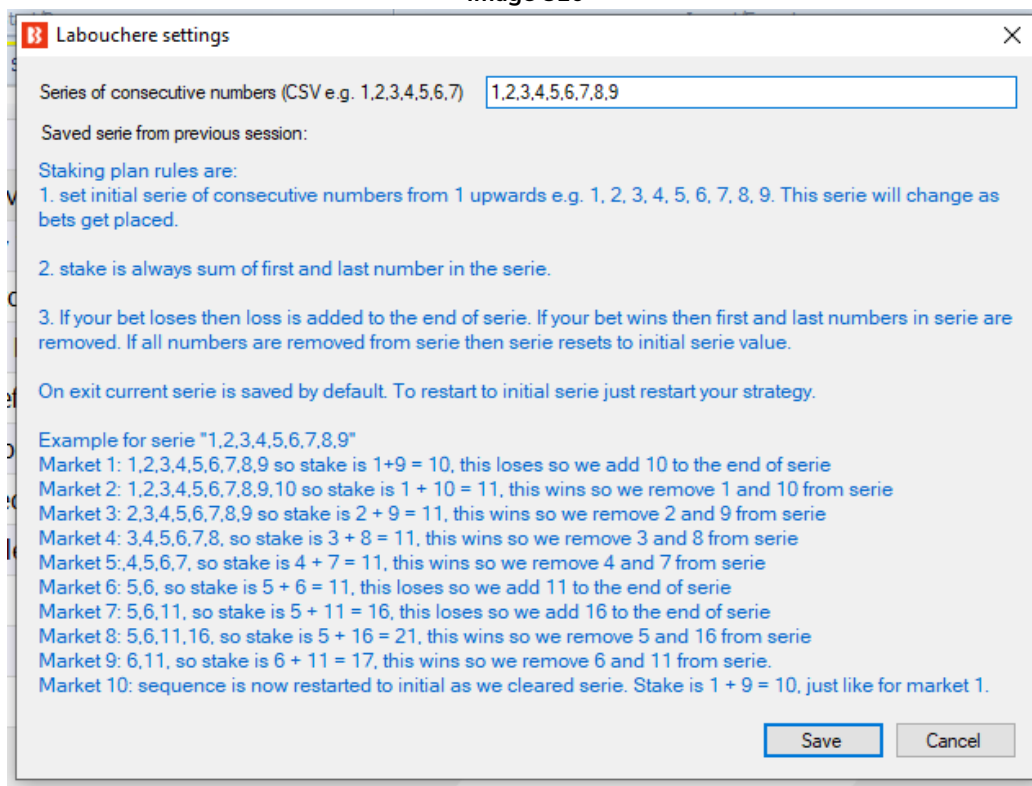 Labouchere settings
Series of consecutive numbers (CSV e.g. 1,2,3,4,5,6,7) 1,2,3,4,5,6,7,8,9
Saved serie from previous session:
Staking plan rules are:
1. set initial serie of consecutive numbers from 1 upwards e.g. 1, 2, 3, 4, 5, 6, 7, 8, 9. This serie will change as
bets get placed.
2. stake is always sum of first and last number in the serie.
3. If your bet loses then loss is added to the end of serie. If your bet wins then first and last numbers in serie are
removed. If all numbers are removed from serie then serie resets to initial serie value.
On exit current serie is saved by default. To restart to initial serie just restart your strategy.
Example for serie "1,2,3,4,5,6,7,8,9"
Market 1: 1,2,3,4,5,6,7,8,9 so stake is 1+9 = 10, this loses so we add 10 to the end of serie
Market 2: 1,2,3,4,5,6,7,8,9,10 so stake is 1 + 10 = 11, this wins so we remove 1 and 10 from serie
Market 3: 2,3,4,5,6,7,8,9 so stake is 2 + 9 = 11, this wins so we remove 2 and 9 from serie
Market 4: 3,4,5,6,7,8, so stake is 3 + 8 = 11, this wins so we remove 3 and 8 from serie
Market 5:,4,5,6,7, so stake is 4 + 7 = 11, this wins so we remove 4 and 7 from serie
Market 6: 5,6, so stake is 5 + 6 = 11, this loses so we add 11 to the end of serie
Market 7: 5,6,11, so stake is 5 + 11 = 16, this loses so we add 16 to the end of serie
Market 8: 5,6,11,16, so stake is 5 + 16 = 21, this wins so we remove 5 and 16 from serie
Market 9: 6,11, so stake is 6 + 11 = 17, this wins so we remove 6 and 11 from serie.
Market 10: sequence is now restarted to initial as we cleared serie. Stake is 1 + 9 = 10, just like for market 1.
Save Cancel